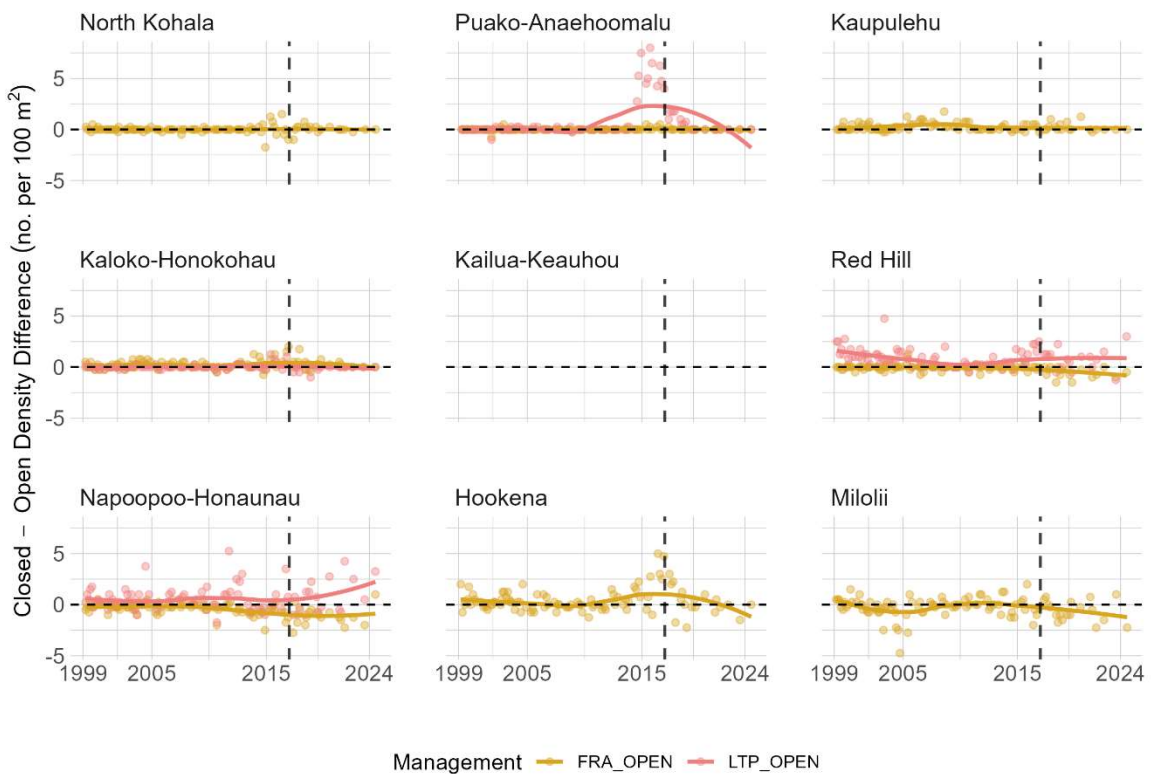 North Kohala Puako-Anaehoomalu Kaupulehu
5
0
-5
Kaloko-Honokohau Kailua-Keauhou Red Hill
5
0
-5
Napoopoo-Honaunau Hookena Milolii
5
0
-5
1999 2005 2015 2024 1999 2005 2015 2024 1999 2005 2015 2024
Closed – Open Density Difference (no. per 100 m²)
Management FRA_OPEN LTP_OPEN